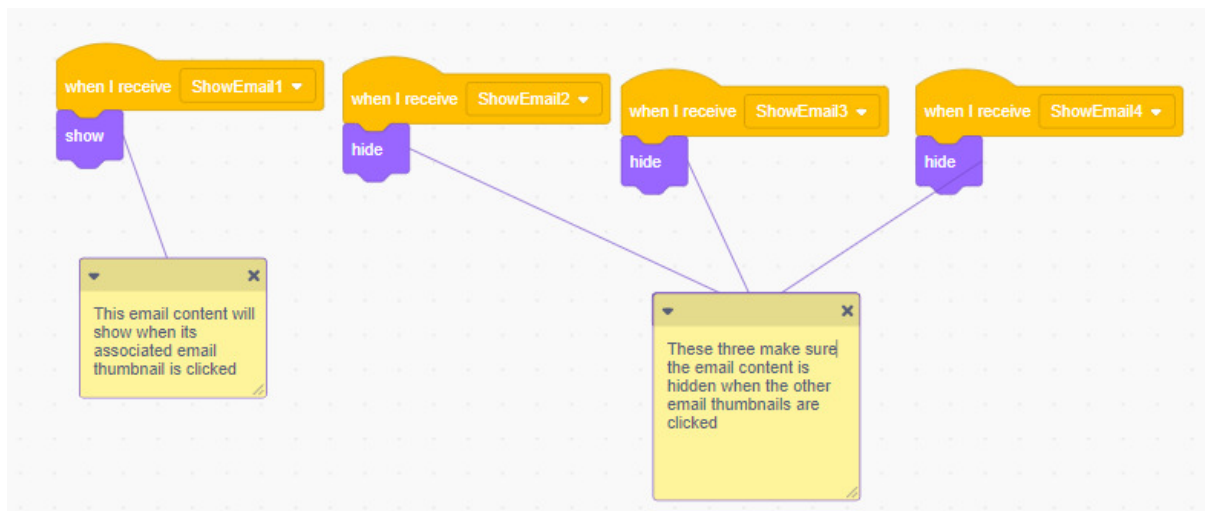 when I receive ShowEmail1
show
when I receive ShowEmail2
hide
when I receive ShowEmail3
hide
when I receive ShowEmail4
hide
This email content will
show when its
associated email
thumbnail is clicked
These three make sure
the email content is
hidden when the other
email thumbnails are
clicked